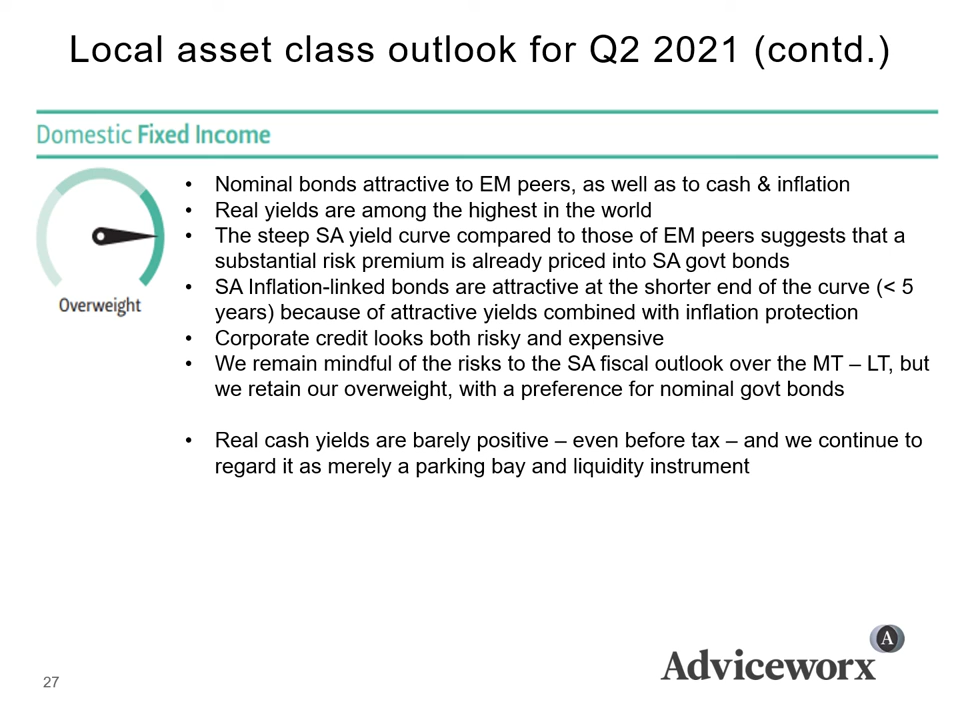 Local asset class outlook for Q2 2021 (contd.)
Domestic Fixed Income
Overweight
• Nominal bonds attractive to EM peers, as well as to cash & inflation
• Real yields are among the highest in the world
• The steep SA yield curve compared to those of EM peers suggests that a
substantial risk premium is already priced into SA govt bonds
• SA Inflation-linked bonds are attractive at the shorter end of the curve (< 5
years) because of attractive yields combined with inflation protection
• Corporate credit looks both risky and expensive
• We remain mindful of the risks to the SA fiscal outlook over the MT – LT, but
we retain our overweight, with a preference for nominal govt bonds
• Real cash yields are barely positive – even before tax – and we continue to
regard it as merely a parking bay and liquidity instrument
A
Adviceworx
27